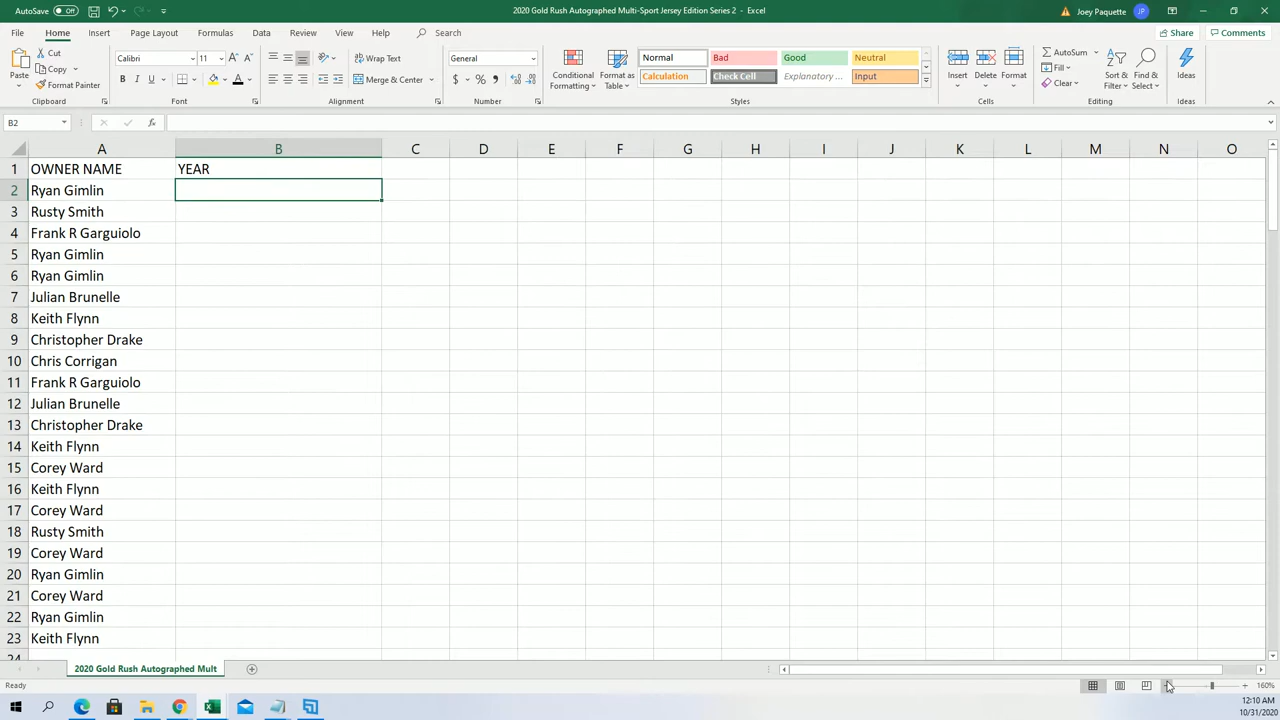 AutoSave Off 2020 Gold Rush Autographed Multi-Sport Jersey Edition Series 2 - Excel Joey Paquette JP
File Home Insert Page Layout Formulas Data Review View Help Search Share Comments
Paste Cut Copy Format Painter Clipboard
Calibri 11 B I U A A A Font
Wrap Text Merge & Center Alignment
General $ % Number
Conditional Formatting Format as Table Normal Bad Good Neutral Calculation Check Cell Explanatory ... Input Styles
Insert Delete Format Cells
AutoSum Fill Clear Sort & Filter Find & Select Editing
Ideas Ideas
B2 fx
A B C D E F G H I J K L M N O
1 OWNER NAME YEAR
2 Ryan Gimlin
3 Rusty Smith
4 Frank R Garguiolo
5 Ryan Gimlin
6 Ryan Gimlin
7 Julian Brunelle
8 Keith Flynn
9 Christopher Drake
10 Chris Corrigan
11 Frank R Garguiolo
12 Julian Brunelle
13 Christopher Drake
14 Keith Flynn
15 Corey Ward
16 Keith Flynn
17 Corey Ward
18 Rusty Smith
19 Corey Ward
20 Ryan Gimlin
21 Corey Ward
22 Ryan Gimlin
23 Keith Flynn
24
2020 Gold Rush Autographed Mult
Ready 160%
12:10 AM
10/31/2020